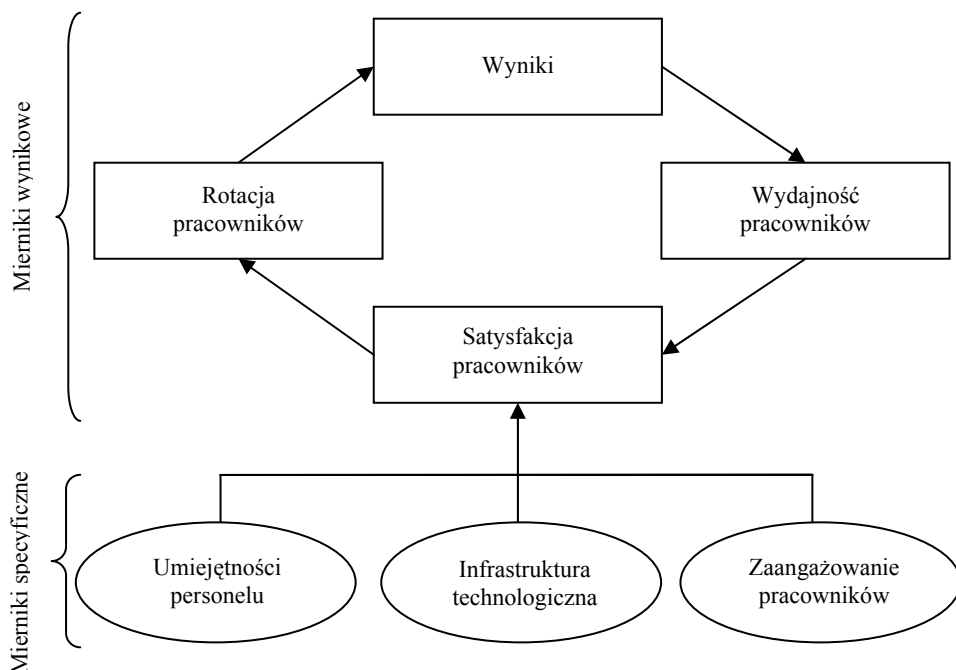 Mierniki wynikowe
Wyniki
Rotacja
pracowników
Wydajność
pracowników
Satysfakcja
pracowników
Mierniki specyficzne
Umiejętności
personelu
Infrastruktura
technologiczna
Zaangażowanie
pracowników